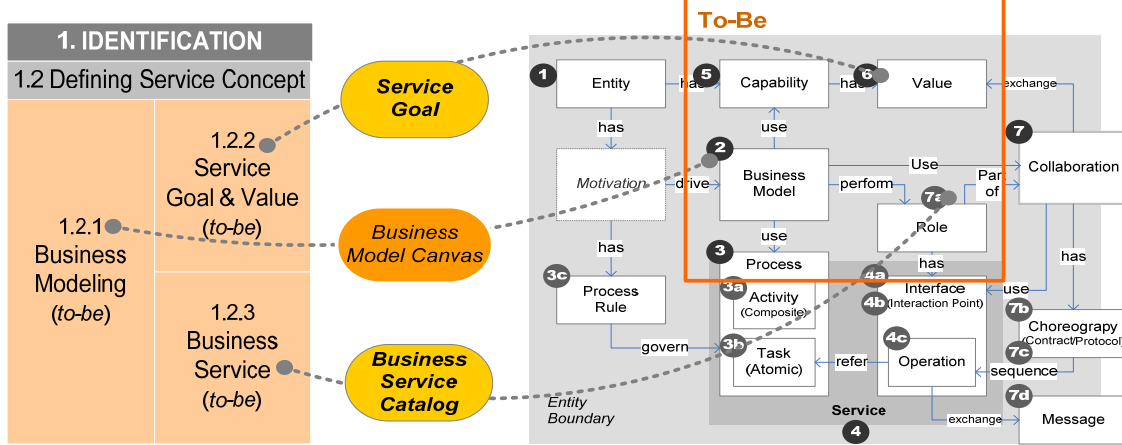 To-Be
1. IDENTIFICATION
1.2 Defining Service Concept
1.2.1
Business
Modeling
(to-be)
1.2.2
Service
Goal & Value
(to-be)
1.2.3
Business
Service
(to-be)
Service
Goal
Business
Model Canvas
Business
Service
Catalog
1
Entity
has
5
Capability
has
6
Value
exchange
has
use
7
Collaboration
Motivation
drive
2
Business
Model
Use
perform
Part
of
7a
Role
has
use
has
has
3
Process
3c
Process
Rule
3a
Activity
(Composite)
4a
Interface
4b
(Interaction Point)
use
7b
Choreograpy
(Contract/Protocol)
7c
govern
3b
Task
(Atomic)
refer
4c
Operation
sequence
7d
Message
exchange
Entity
Boundary
Service
4